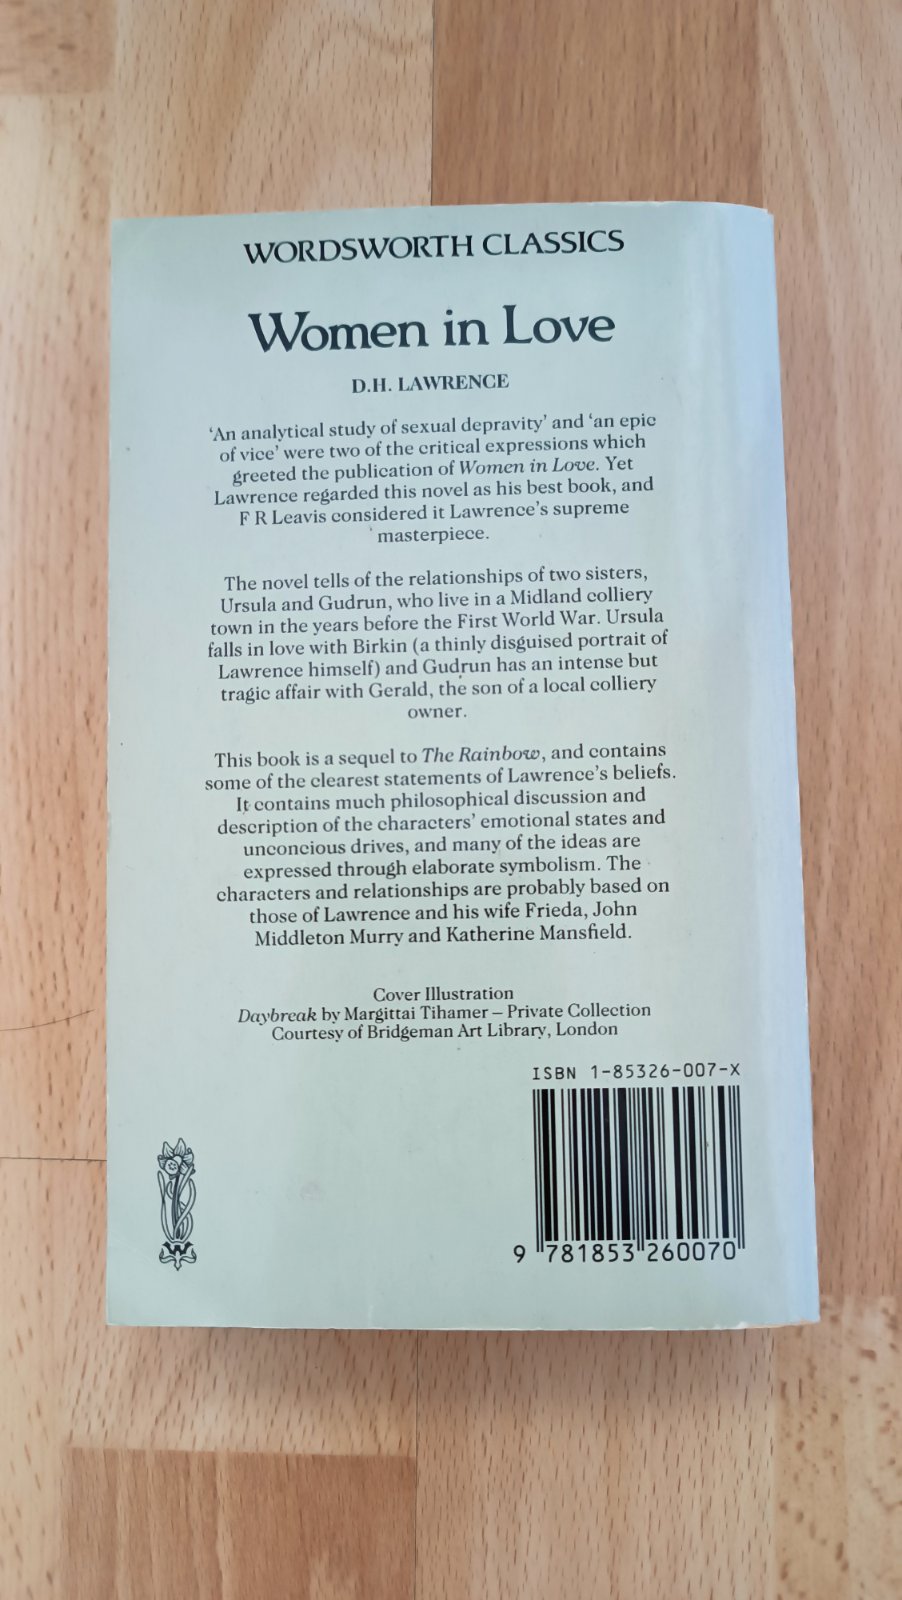 WORDSWORTH CLASSICS
Women in Love
D.H. LAWRENCE
'An analytical study of sexual depravity' and 'an epic
of vice' were two of the critical expressions which
greeted the publication of Women in Love. Yet
Lawrence regarded this novel as his best book, and
F R Leavis considered it Lawrence's supreme
masterpiece.
The novel tells of the relationships of two sisters,
Ursula and Gudrun, who live in a Midland colliery
town in the years before the First World War. Ursula
falls in love with Birkin (a thinly disguised portrait of
Lawrence himself) and Gudrun has an intense but
tragic affair with Gerald, the son of a local colliery
owner.
This book is a sequel to The Rainbow, and contains
some of the clearest statements of Lawrence's beliefs.
It contains much philosophical discussion and
description of the characters' emotional states and
unconcious drives, and many of the ideas are
expressed through elaborate symbolism. The
characters and relationships are probably based on
those of Lawrence and his wife Frieda, John
Middleton Murry and Katherine Mansfield.
Cover Illustration
Daybreak by Margittai Tihamer – Private Collection
Courtesy of Bridgeman Art Library, London
ISBN 1-85326-007-X
W
9 781853 260070